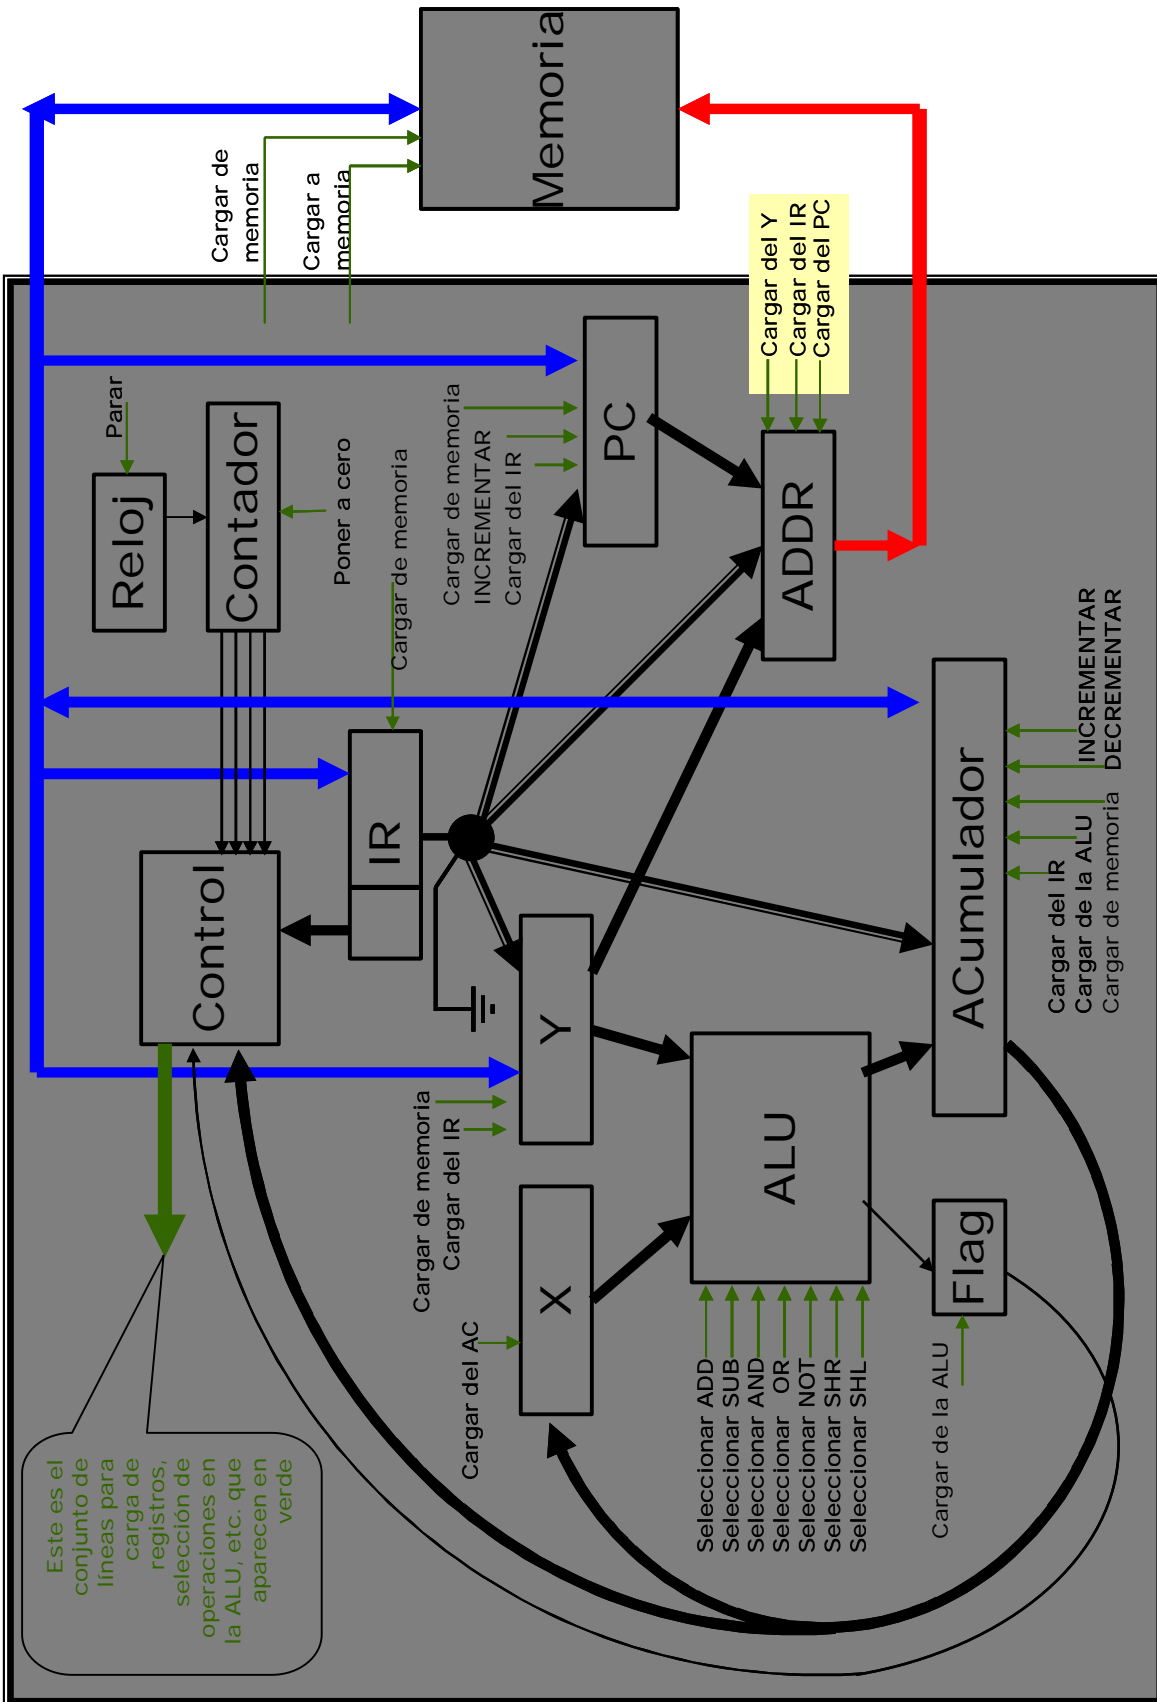 Este es el
conjunto de
líneas para
carga de
registros,
selección de
operaciones en
la ALU, etc. que
aparecen en
verde
Control
Reloj
Parar
Contador
Poner a cero
Cargar de
memoria
Cargar a
memoria
Memoria
IR
Cargar de memoria
Cargar del AC
X
Cargar de memoria
Cargar del IR
Y
Cargar de memoria
INCREMENTAR
Cargar del IR
PC
Seleccionar ADD
Seleccionar SUB
Seleccionar AND
Seleccionar OR
Seleccionar NOT
Seleccionar SHR
Seleccionar SHL
ALU
ADDR
Cargar del Y
Cargar del IR
Cargar del PC
Cargar de la ALU
Flag
ACumulador
Cargar del IR
Cargar de la ALU
Cargar de memoria
INCREMENTAR
DECREMENTAR